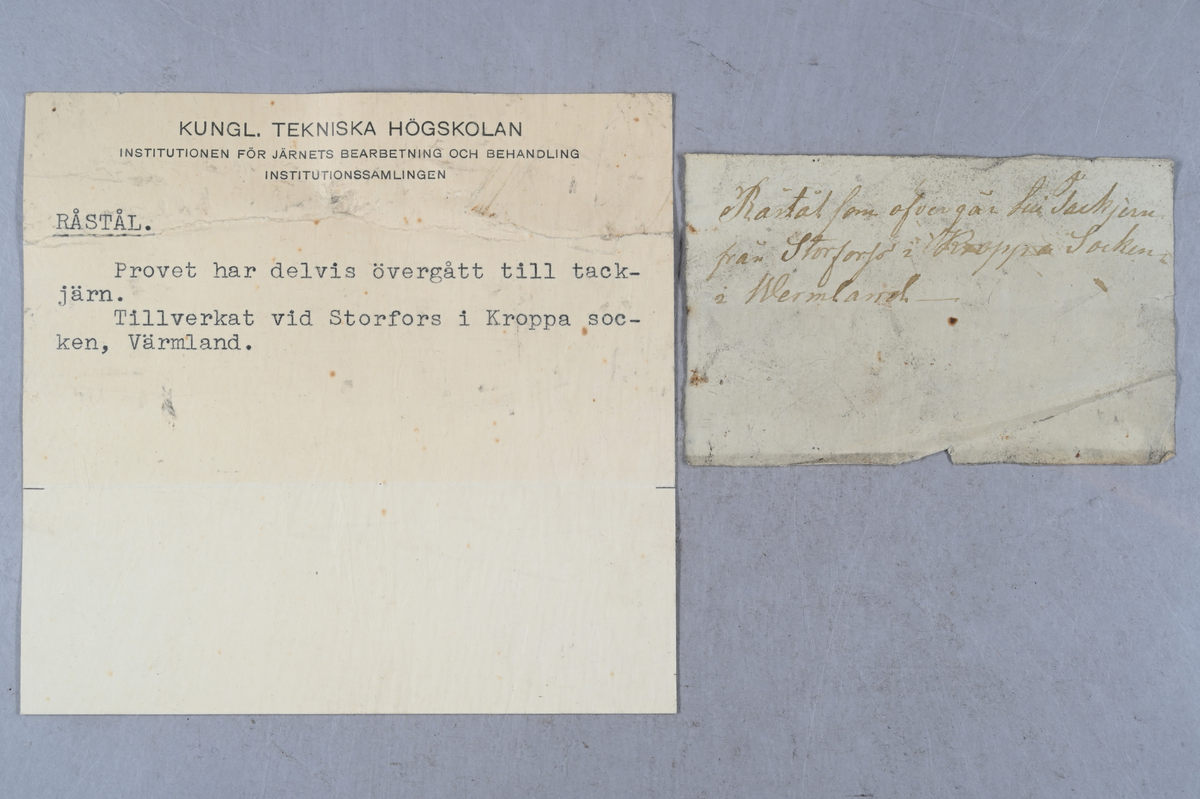 KUNGL. TEKNISKA HÖGSKOLAN
INSTITUTIONEN FÖR JÄRNETS BEARBETNING OCH BEHANDLING
INSTITUTIONSSAMLINGEN
RÅSTÅL.
Provet har delvis övergått till tack-
järn.
Tillverkat vid Storfors i Kroppa soc-
ken, Värmland.
Råstål som öfvergår till Tackjern
från Storforss i Kroppa Socken
i Wermland